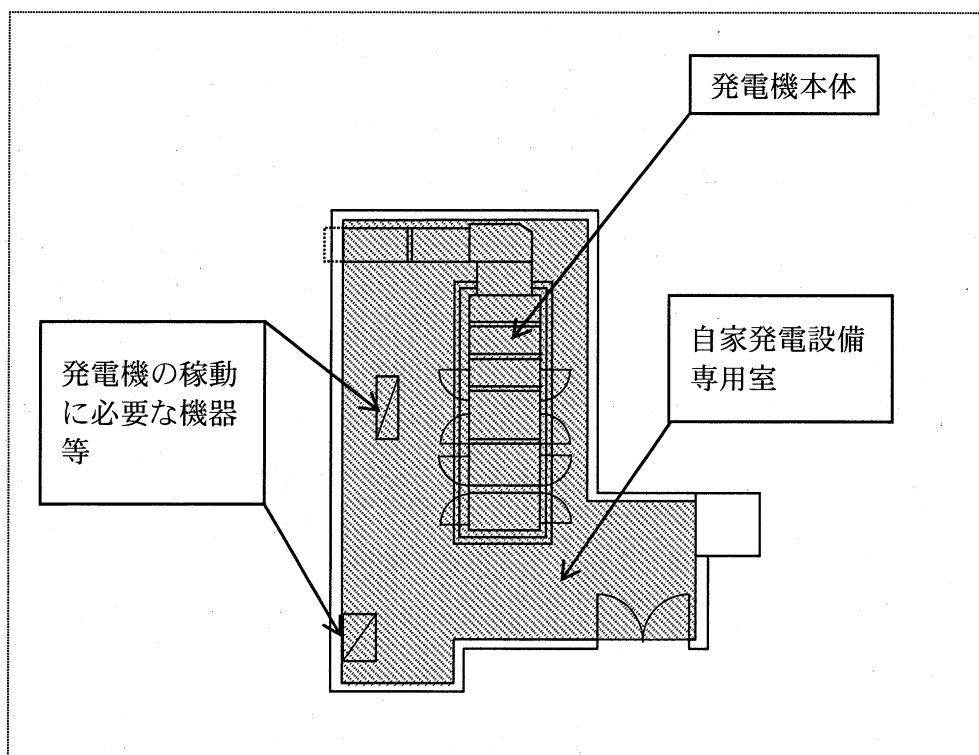 発電機本体
自家発電設備
専用室
発電機の稼動
に必要な機器
等